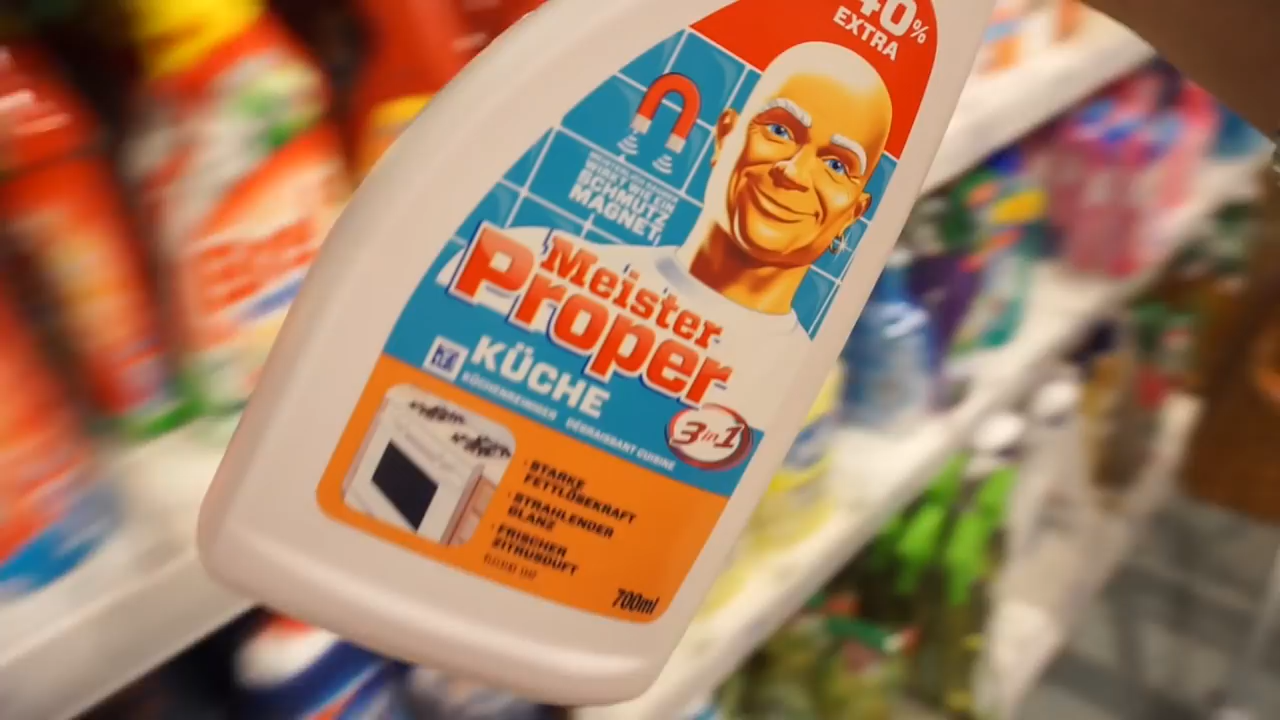 40%
EXTRA
WIRKT WIE EIN
SCHMUTZ
MAGNET
Meister
Proper
KÜCHE
KÜCHENREINIGER DÉGRAISSANT CUISINE
3in1
· STARKE
FETTLÖSEKRAFT
· STRAHLENDER
GLANZ
· FRISCHER
ZITRUSDUFT
700ml